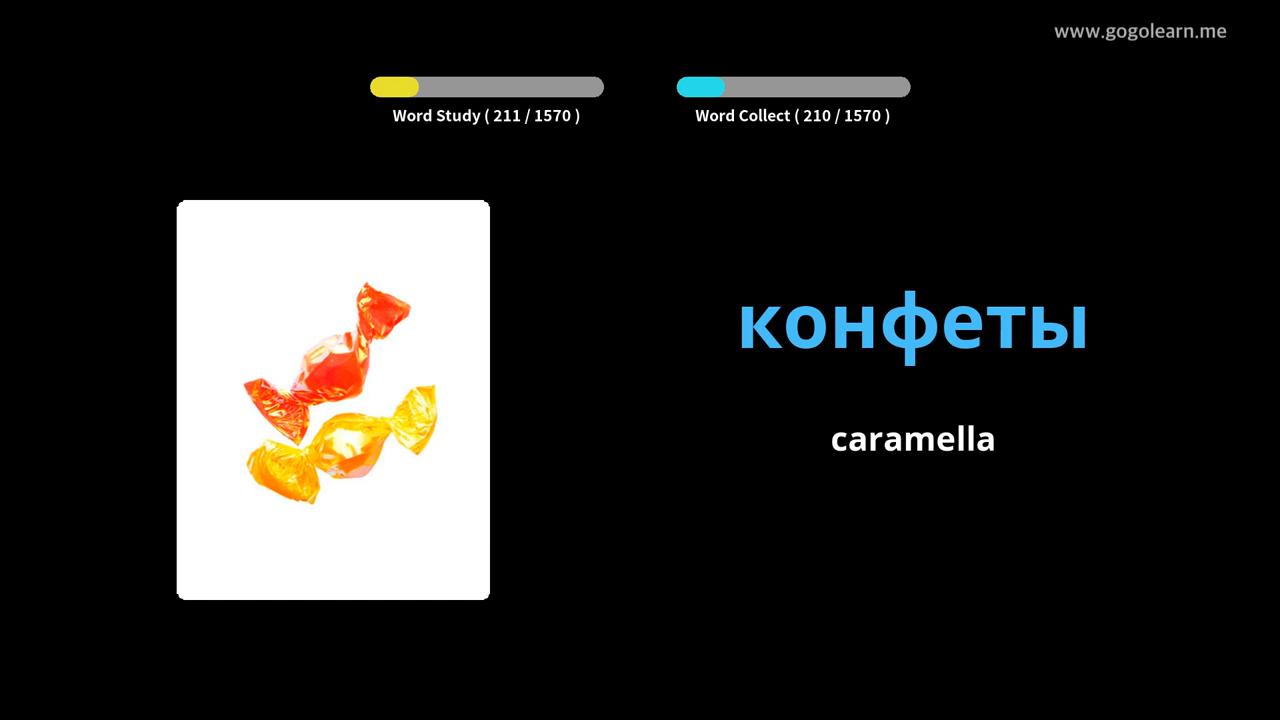 www.gogolearn.me
Word Study ( 211 / 1570 )
Word Collect ( 210 / 1570 )
конфеты
caramella